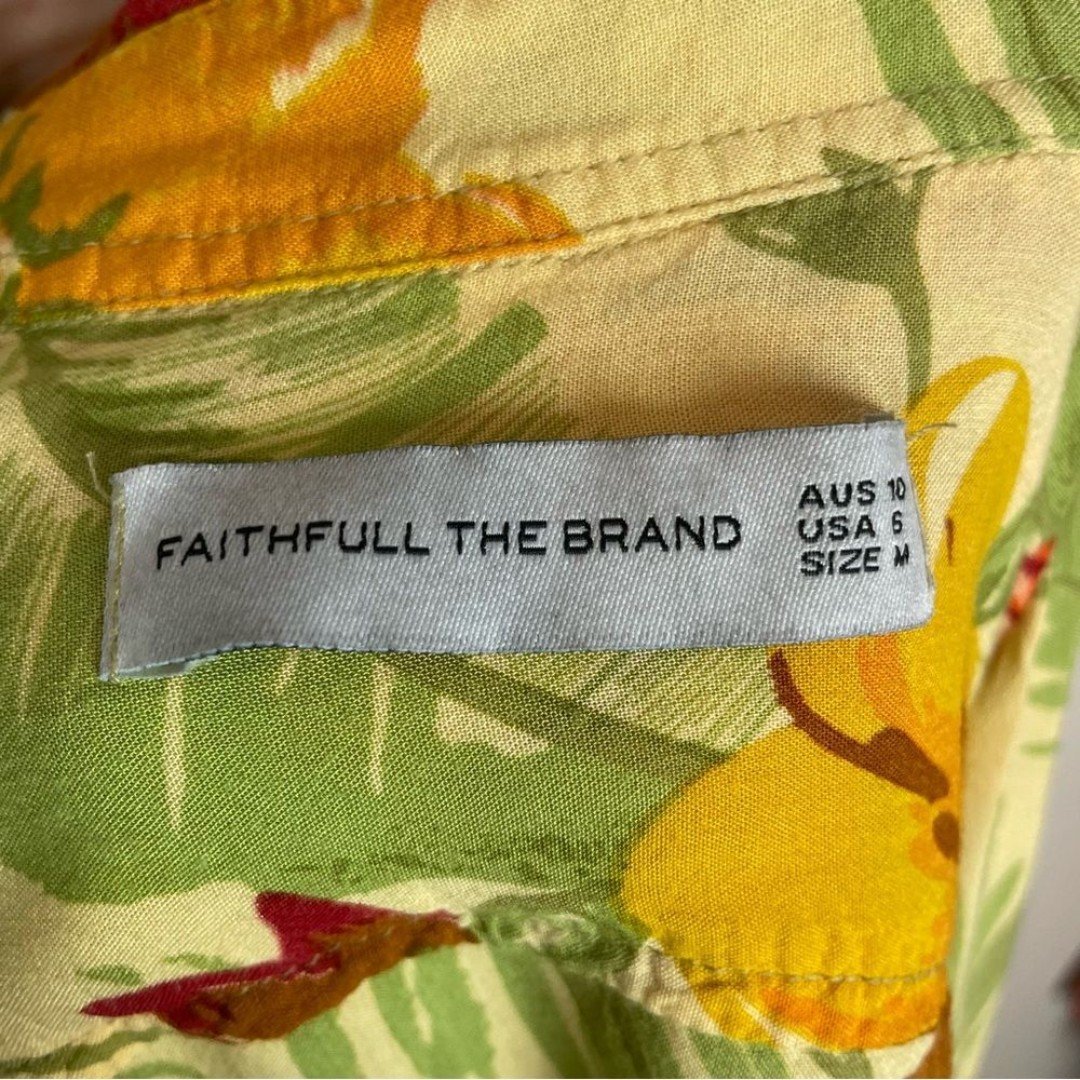 FAITHFULL THE BRAND
AUS 10
USA 6
SIZE M